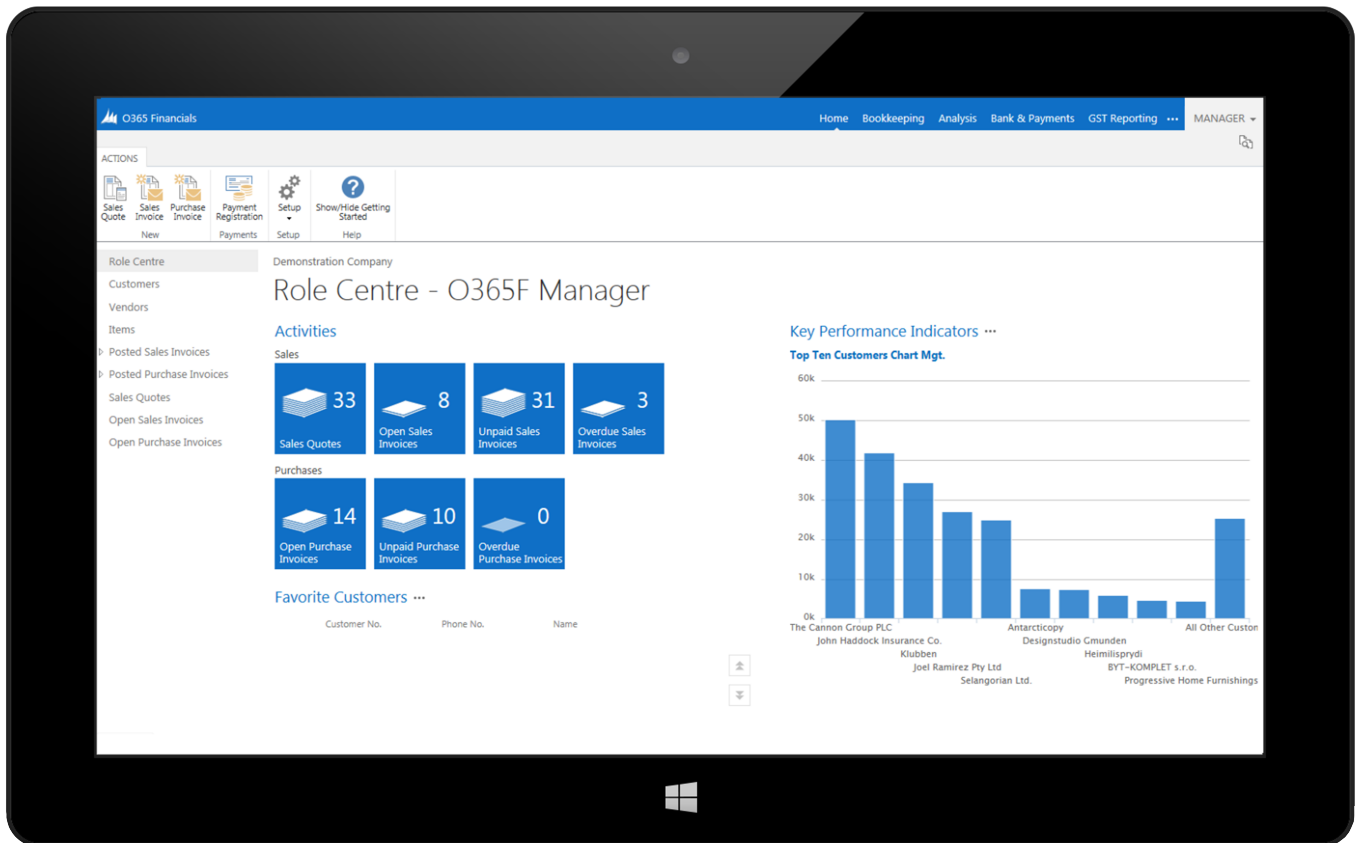 O365 Financials
Home Bookkeeping Analysis Bank & Payments GST Reporting ... MANAGER
ACTIONS
Sales Quote
Sales Invoice
Purchase Invoice
Payment Registration
Setup
Show/Hide Getting Started
New Payments Setup Help
Role Centre
Customers
Vendors
Items
Posted Sales Invoices
Posted Purchase Invoices
Sales Quotes
Open Sales Invoices
Open Purchase Invoices
Demonstration Company
Role Centre - O365F Manager
Activities
Sales
33
Sales Quotes
8
Open Sales
Invoices
31
Unpaid Sales
Invoices
3
Overdue Sales
Invoices
Purchases
14
Open Purchase
Invoices
10
Unpaid Purchase
Invoices
0
Overdue
Purchase Invoices
Favorite Customers ...
Customer No. Phone No. Name
Key Performance Indicators ...
Top Ten Customers Chart Mgt.
60k
50k
40k
30k
20k
10k
0k
The Cannon Group PLC
John Haddock Insurance Co.
Klubben
Joel Ramirez Pty Ltd
Selangorian Ltd.
Antarcticopy
Designstudio Gmunden
Heimilisprydi
BYT-KOMPLET s.r.o.
Progressive Home Furnishings
All Other Custon